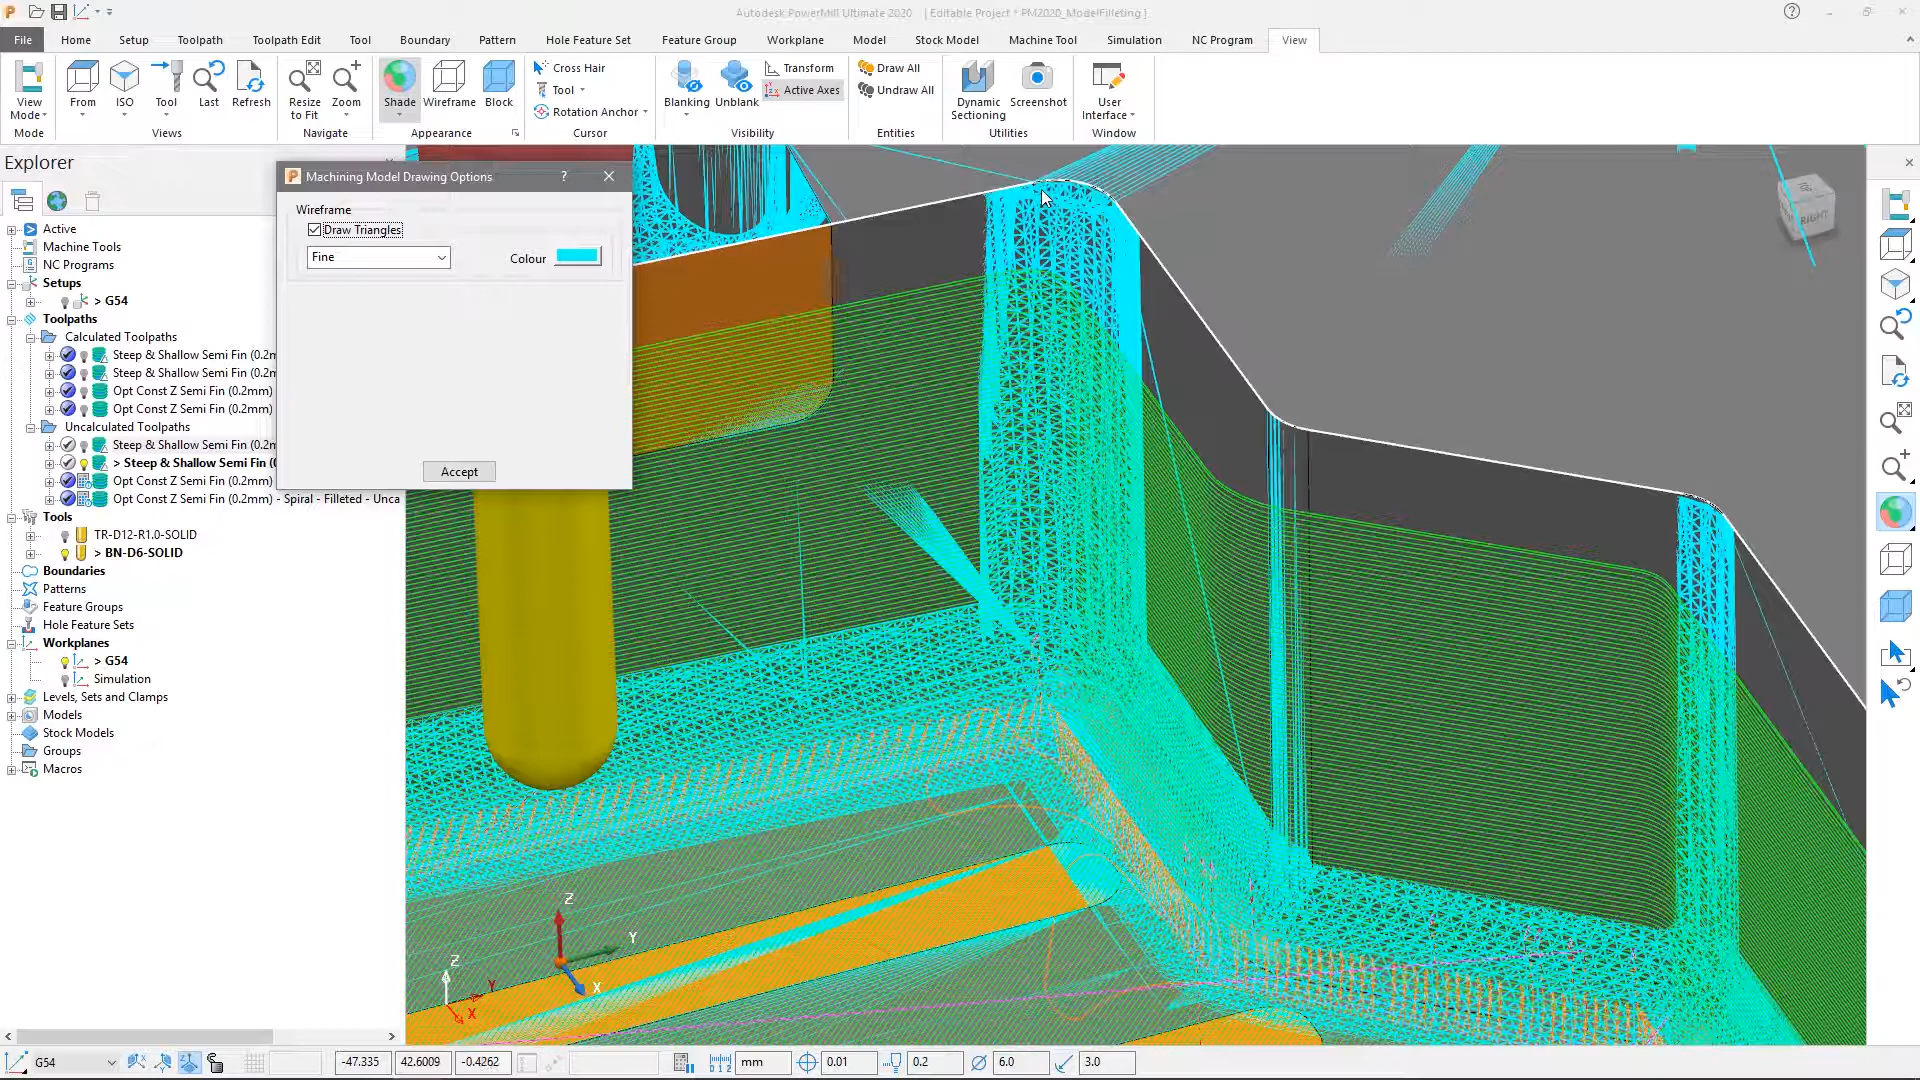 Autodesk PowerMill Ultimate 2020 [ Editable Project * PM2020_ModelFilleting ]
File Home Setup Toolpath Toolpath Edit Tool Boundary Pattern Hole Feature Set Feature Group Workplane Model Stock Model Machine Tool Simulation NC Program View
View Mode From ISO Tool Last Refresh Resize to Fit Zoom Shade Wireframe Block
Cross Hair
Tool
Rotation Anchor
Blanking Unblank
Transform
Active Axes
Draw All
Undraw All
Dynamic Sectioning Screenshot User Interface
Mode Views Navigate Appearance Cursor Visibility Entities Utilities Window
Explorer
Active
Machine Tools
NC Programs
Setups
> G54
Toolpaths
Calculated Toolpaths
Steep & Shallow Semi Fin (0.2m
Steep & Shallow Semi Fin (0.2m
Opt Const Z Semi Fin (0.2mm)
Opt Const Z Semi Fin (0.2mm)
Uncalculated Toolpaths
Steep & Shallow Semi Fin (0.2m
> Steep & Shallow Semi Fin (0
Opt Const Z Semi Fin (0.2mm)
Opt Const Z Semi Fin (0.2mm) - Spiral - Filleted - Unca
Tools
TR-D12-R1.0-SOLID
> BN-D6-SOLID
Boundaries
Patterns
Feature Groups
Hole Feature Sets
Workplanes
> G54
Simulation
Levels, Sets and Clamps
Models
Stock Models
Groups
Macros
Machining Model Drawing Options
?
Wireframe
Draw Triangles
Fine
Colour
Accept
RIGHT
Z
Y
X
Z
Y
X
G54
-47.335 42.6009 -0.4262 mm 0.01 0.2 6.0 3.0